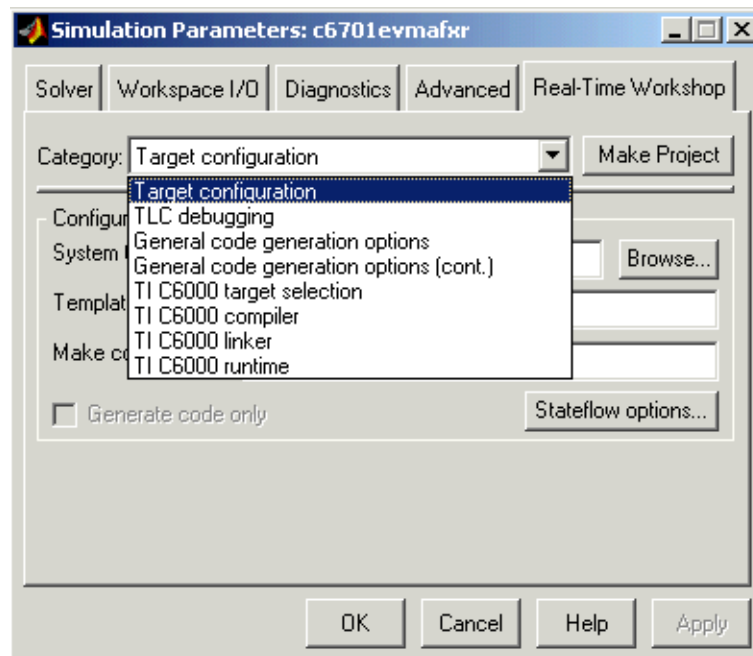 Simulation Parameters: c6701evmafxr
Solver Workspace I/O Diagnostics Advanced Real-Time Workshop
Category: Target configuration Make Project
Target configuration
TLC debugging
General code generation options
General code generation options (cont.)
TI C6000 target selection
TI C6000 compiler
TI C6000 linker
TI C6000 runtime
Configur
System Browse...
Templat
Make co
Generate code only Stateflow options...
OK Cancel Help Apply